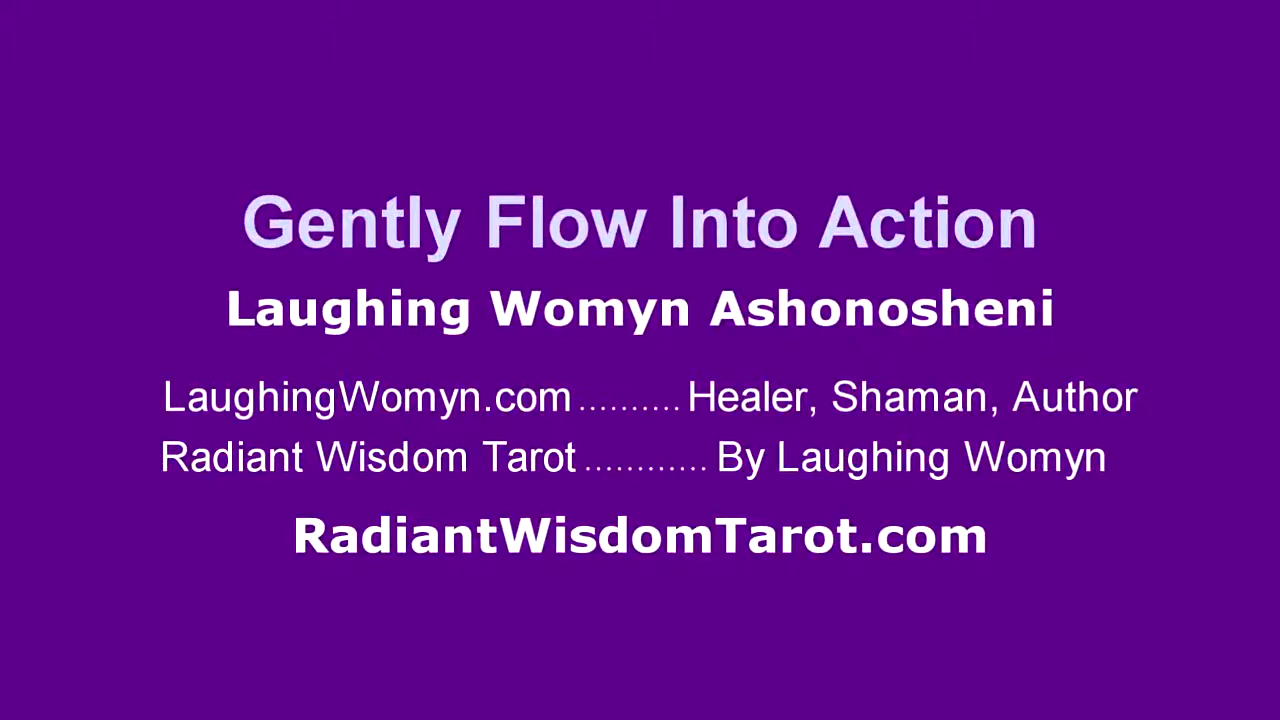 Gently Flow Into Action
Laughing Womyn Ashonosheni
LaughingWomyn.com .......... Healer, Shaman, Author
Radiant Wisdom Tarot ............ By Laughing Womyn
RadiantWisdomTarot.com